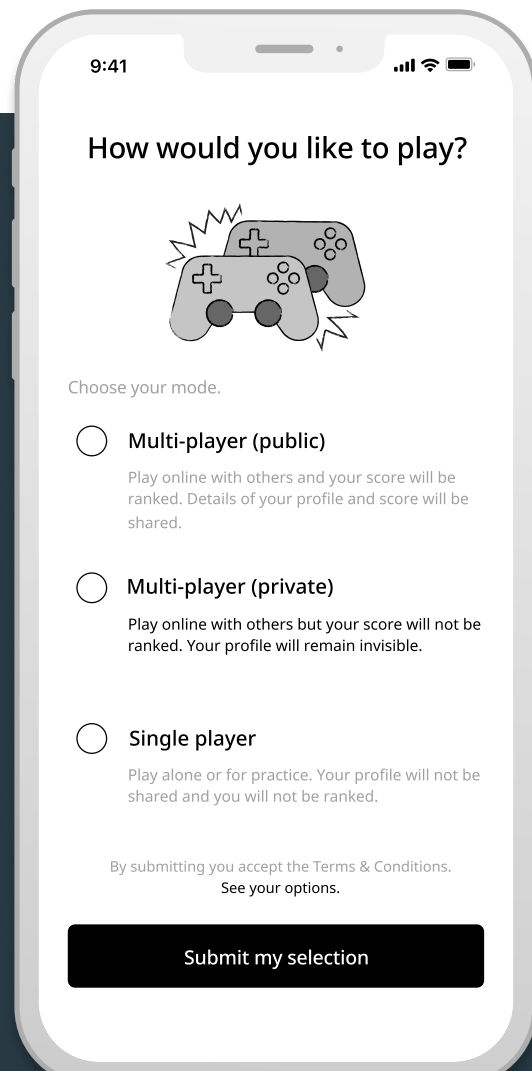 9:41
How would you like to play?
Choose your mode.
Multi-player (public)
Play online with others and your score will be
ranked. Details of your profile and score will be
shared.
Multi-player (private)
Play online with others but your score will not be
ranked. Your profile will remain invisible.
Single player
Play alone or for practice. Your profile will not be
shared and you will not be ranked.
By submitting you accept the Terms & Conditions.
See your options.
Submit my selection